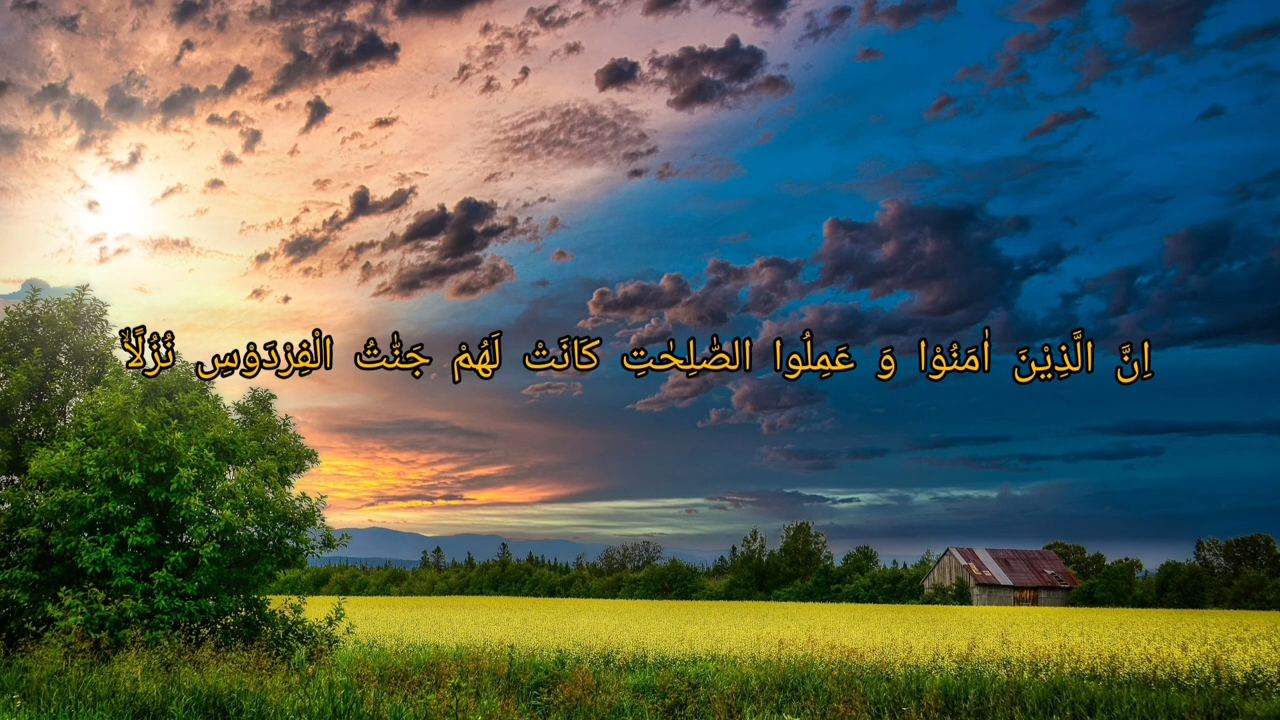 اِنَّ الَّذِیْنَ اٰمَنُوْا وَ عَمِلُوا الصّٰلِحٰتِ كَانَتْ لَهُمْ جَنّٰتُ الْفِرْدَوْسِ نُزُلًاۙ